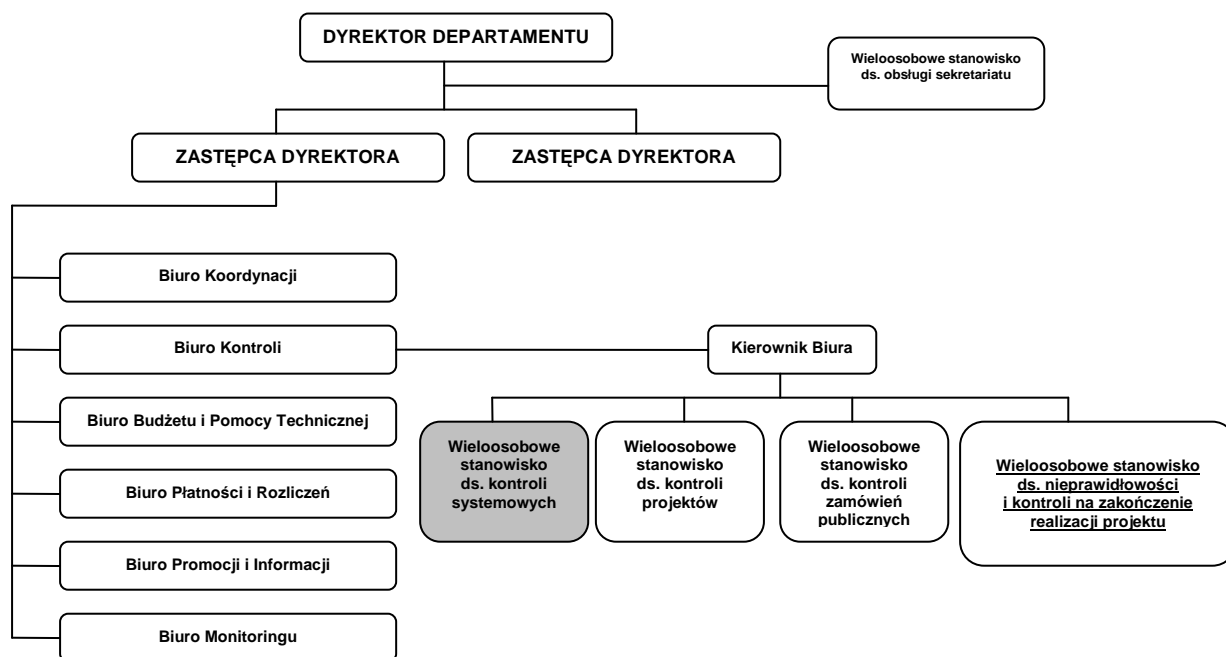 DYREKTOR DEPARTAMENTU
Wieloosobowe stanowisko
ds. obsługi sekretariatu
ZASTĘPCA DYREKTORA
ZASTĘPCA DYREKTORA
Biuro Koordynacji
Biuro Kontroli
Kierownik Biura
Biuro Budżetu i Pomocy Technicznej
Wieloosobowe
stanowisko
ds. kontroli
systemowych
Wieloosobowe
stanowisko
ds. kontroli
projektów
Wieloosobowe
stanowisko
ds. kontroli
zamówień
publicznych
Wieloosobowe stanowisko
ds. nieprawidłowości
i kontroli na zakończenie
realizacji projektu
Biuro Płatności i Rozliczeń
Biuro Promocji i Informacji
Biuro Monitoringu